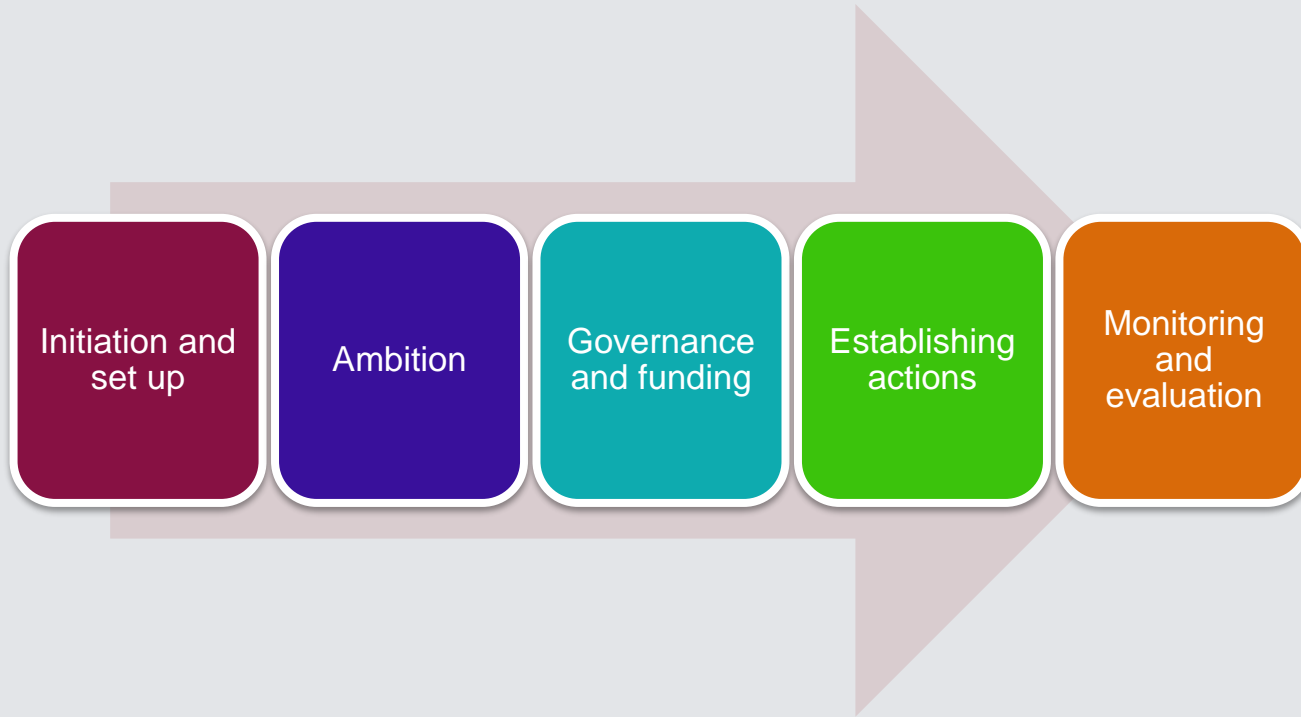 Initiation and
set up
Ambition
Governance
and funding
Establishing
actions
Monitoring
and
evaluation